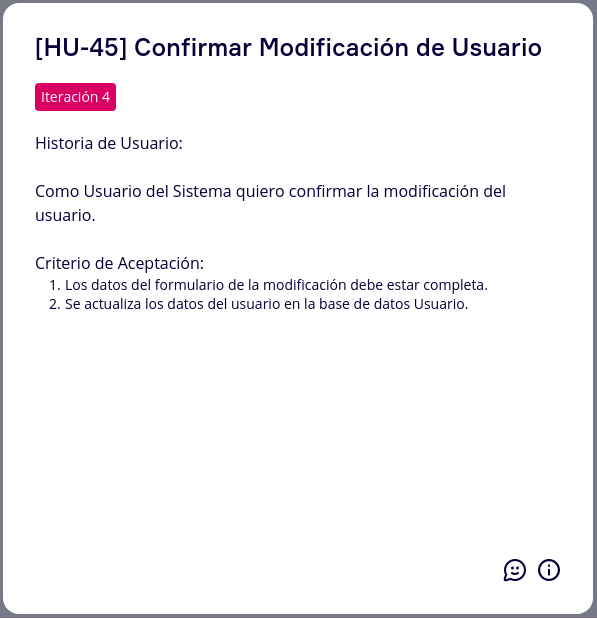 [HU-45] Confirmar Modificación de Usuario
Iteración 4
Historia de Usuario:
Como Usuario del Sistema quiero confirmar la modificación del
usuario.
Criterio de Aceptación:
1. Los datos del formulario de la modificación debe estar completa.
2. Se actualiza los datos del usuario en la base de datos Usuario.